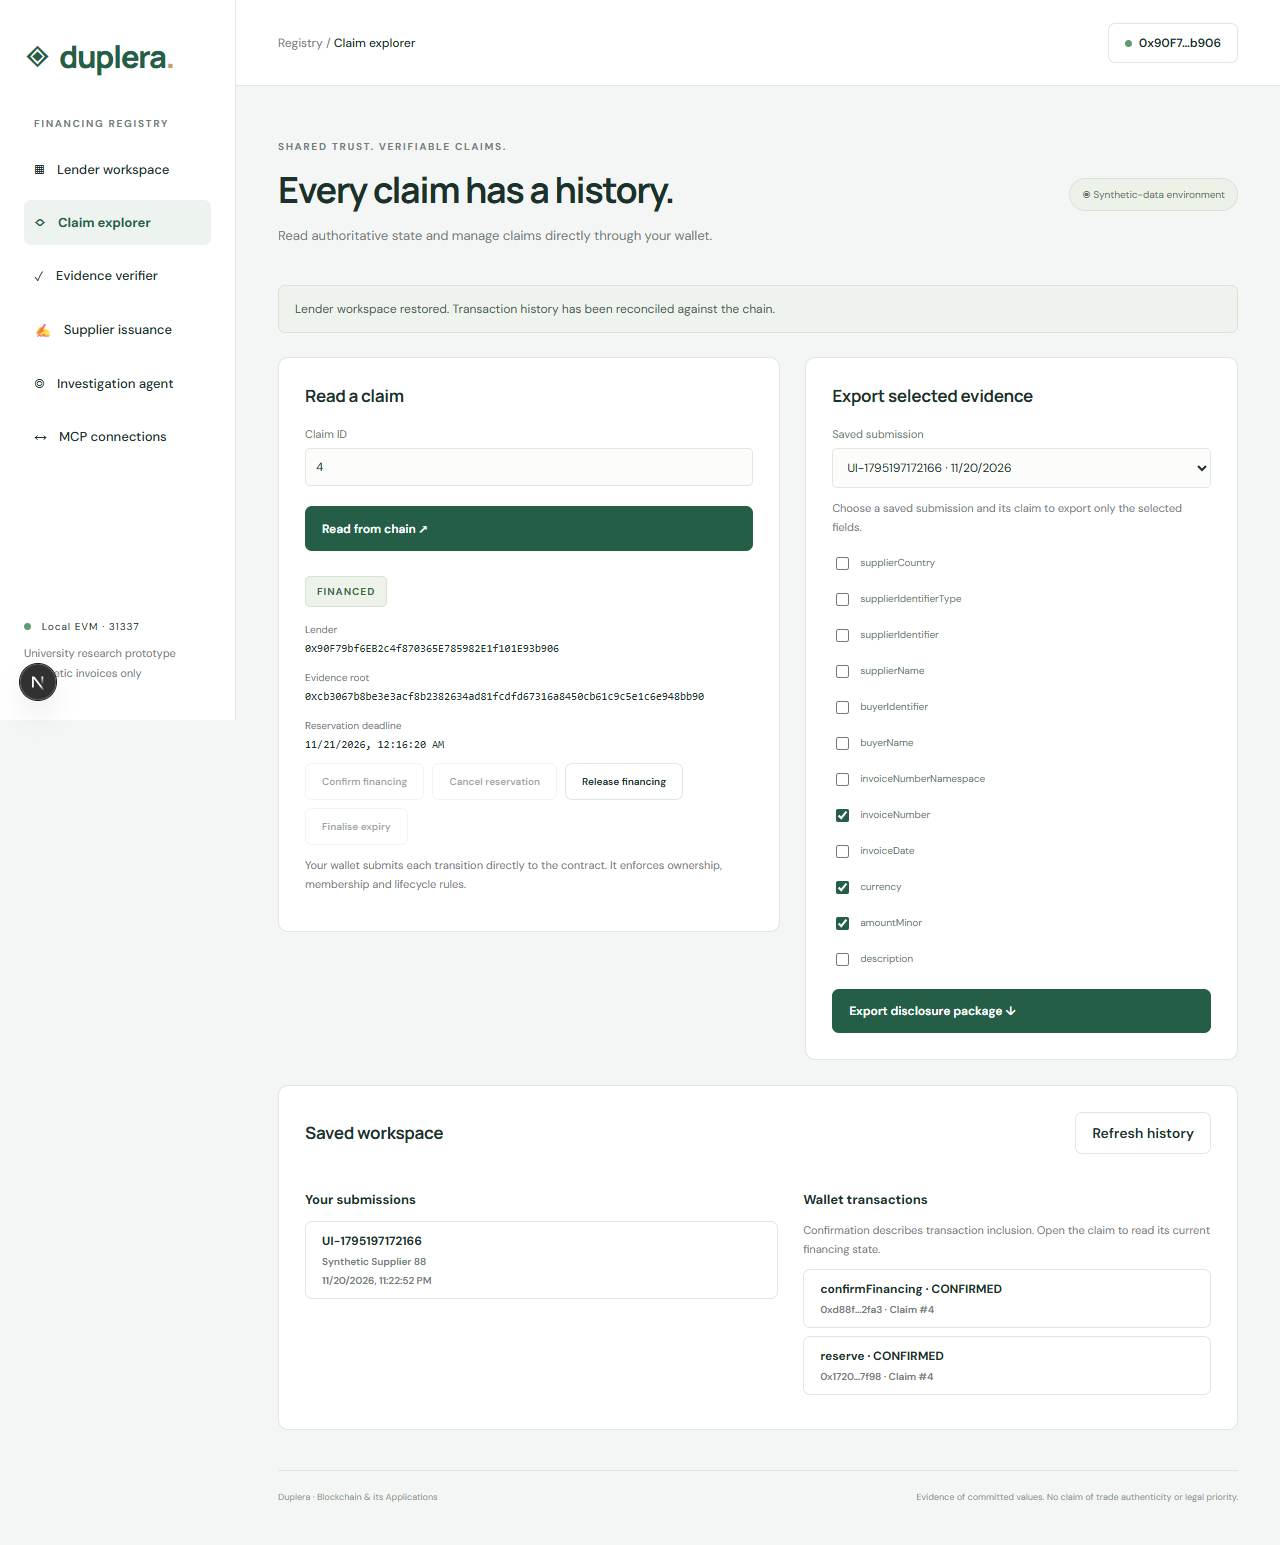 duplera.
FINANCING REGISTRY
Lender workspace
Claim explorer
Evidence verifier
Supplier issuance
Investigation agent
MCP connections
Local EVM · 31337
University research prototype
etic invoices only
N
Registry / Claim explorer
0x90F7…b906
SHARED TRUST. VERIFIABLE CLAIMS.
Every claim has a history.
Read authoritative state and manage claims directly through your wallet.
Synthetic-data environment
Lender workspace restored. Transaction history has been reconciled against the chain.
Read a claim
Claim ID
4
Read from chain ↗
FINANCED
Lender
0x90F79bf6EB2c4f870365E785982E1f101E93b906
Evidence root
0xcb3067b8be3e3acf8b2382634ad81fcdfd67316a8450cb61c9c5e1c6e948bb90
Reservation deadline
11/21/2026, 12:16:20 AM
Confirm financing
Cancel reservation
Release financing
Finalise expiry
Your wallet submits each transition directly to the contract. It enforces ownership,
membership and lifecycle rules.
Export selected evidence
Saved submission
UI-1795197172166 · 11/20/2026
Choose a saved submission and its claim to export only the selected
fields.
supplierCountry
supplierIdentifierType
supplierIdentifier
supplierName
buyerIdentifier
buyerName
invoiceNumberNamespace
invoiceNumber
invoiceDate
currency
amountMinor
description
Export disclosure package ↓
Saved workspace
Refresh history
Your submissions
UI-1795197172166
Synthetic Supplier 88
11/20/2026, 11:22:52 PM
Wallet transactions
Confirmation describes transaction inclusion. Open the claim to read its current
financing state.
confirmFinancing · CONFIRMED
0xd88f…2fa3 · Claim #4
reserve · CONFIRMED
0x1720…7f98 · Claim #4
Duplera · Blockchain & its Applications
Evidence of committed values. No claim of trade authenticity or legal priority.